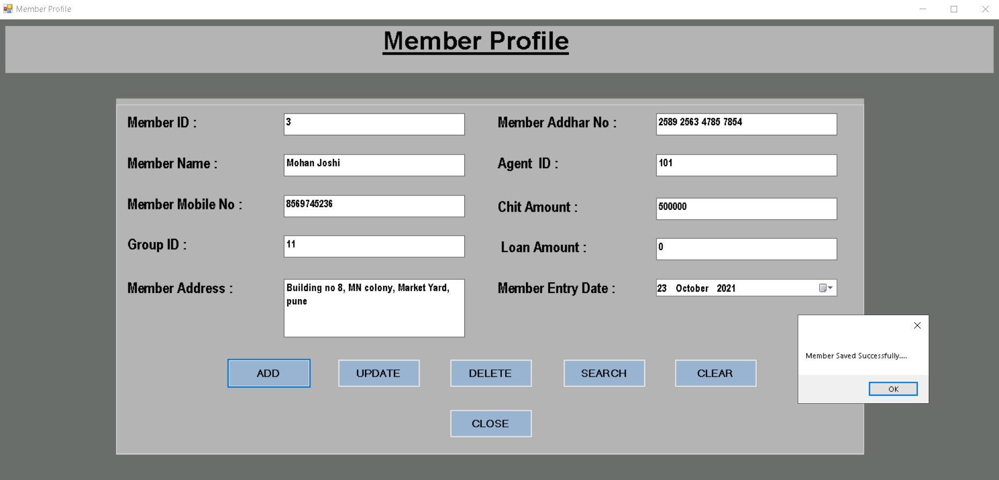 Member Profile
Member Profile
Member ID : 3
Member Addhar No : 2589 2563 4785 7854
Member Name : Mohan Joshi
Agent ID : 101
Member Mobile No : 8569745236
Chit Amount : 500000
Group ID : 11
Loan Amount : 0
Member Address : Building no 8, MN colony, Market Yard,
pune
Member Entry Date : 23 October 2021
Member Saved Successfully....
OK
ADD UPDATE DELETE SEARCH CLEAR
CLOSE